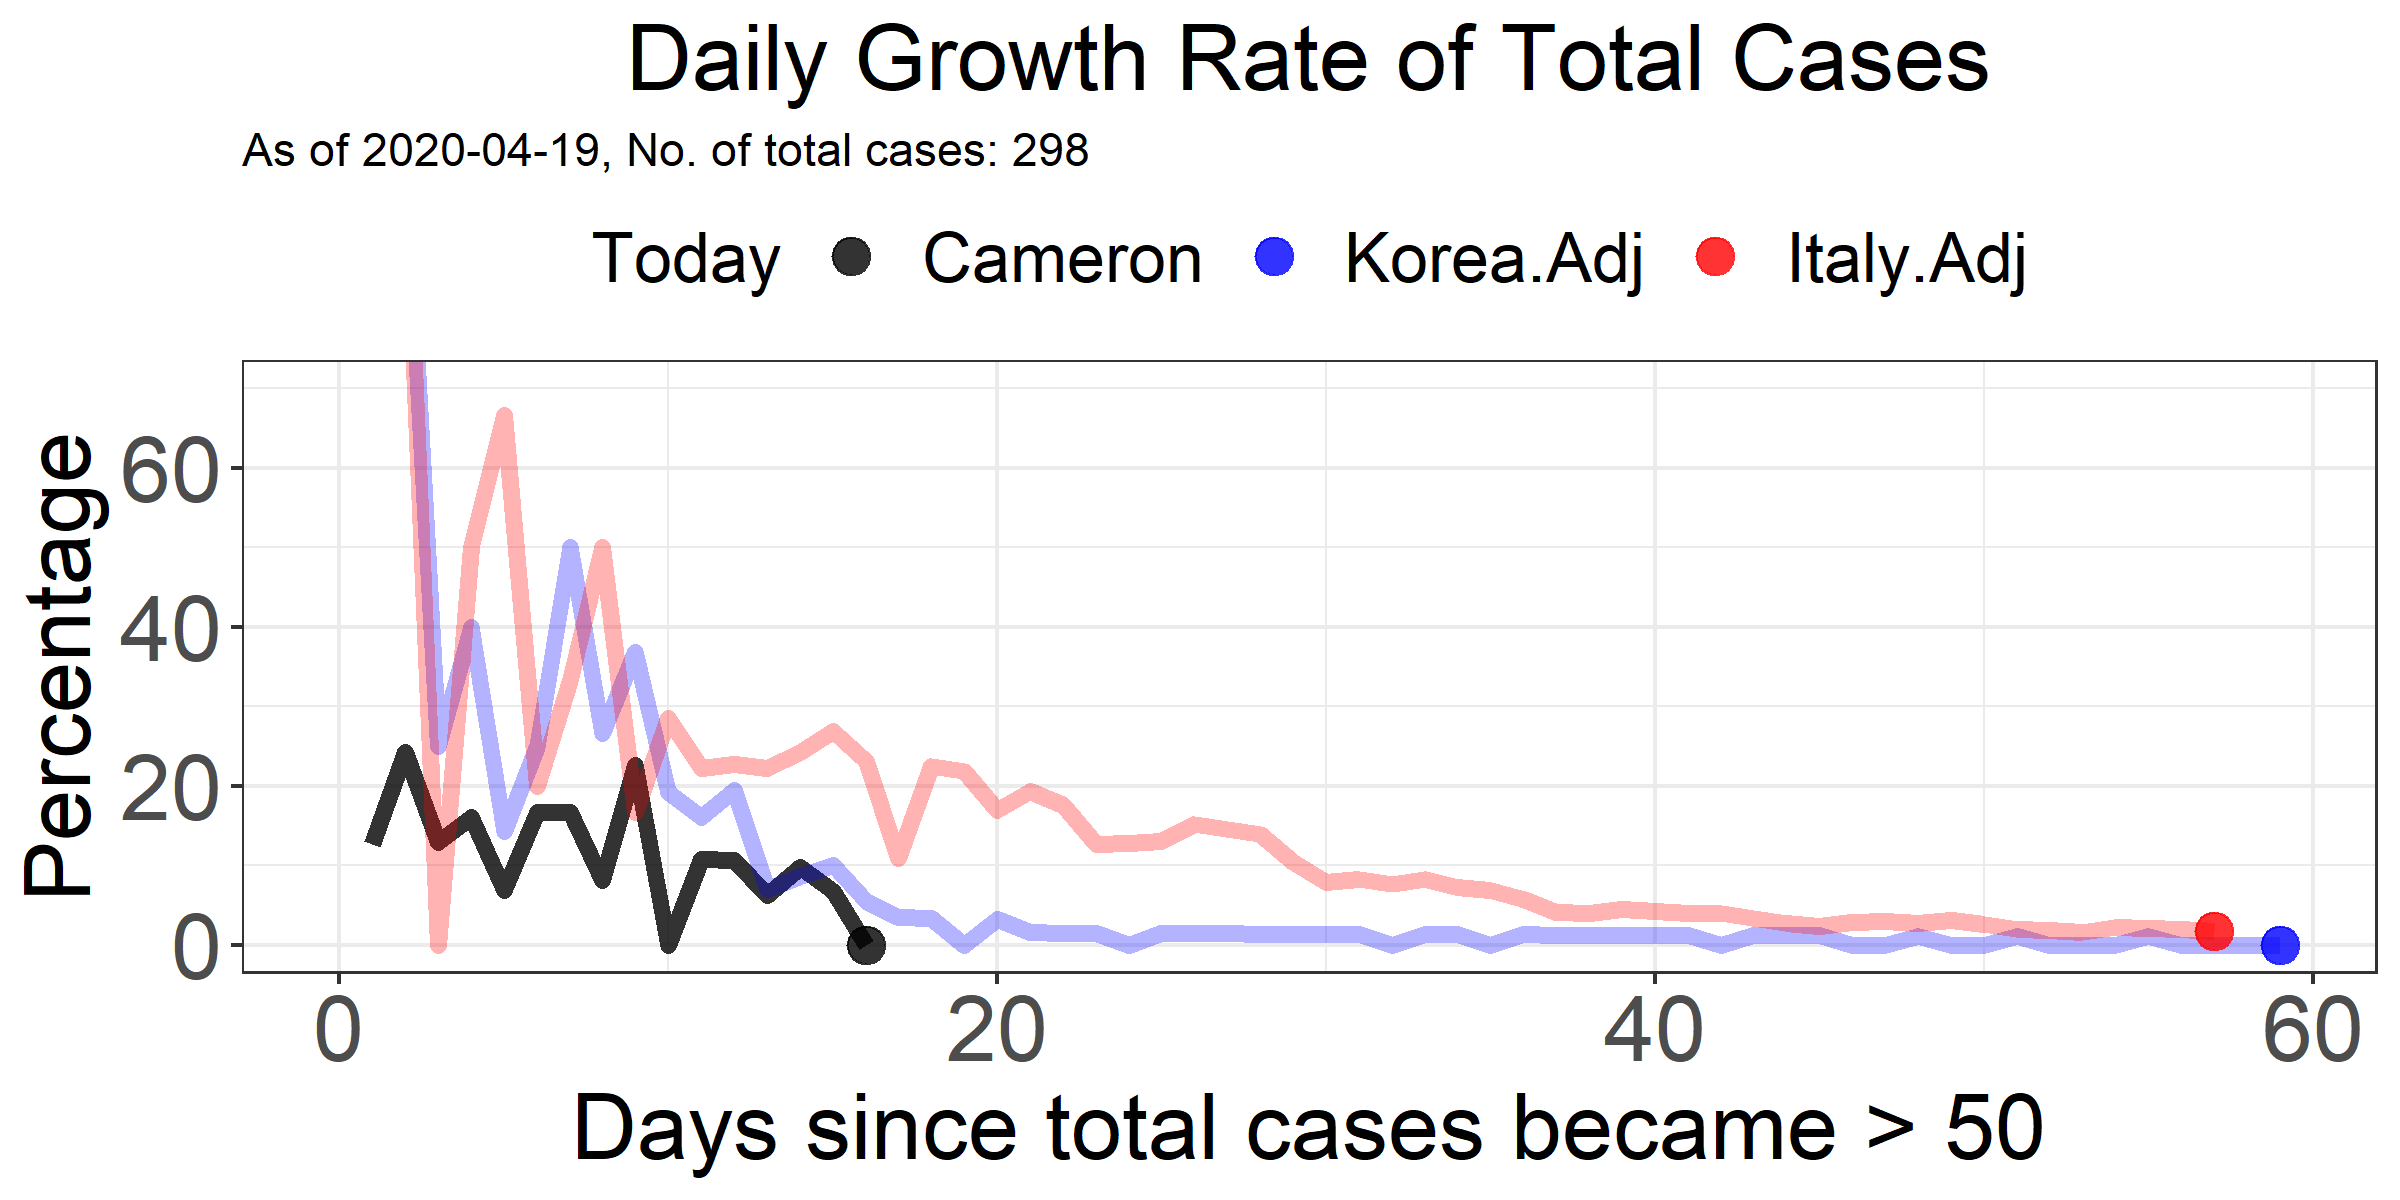 Daily Growth Rate of Total Cases
As of 2020-04-19, No. of total cases: 298
Today Cameron Korea.Adj Italy.Adj
Percentage
60
40
20
0
0 20 40 60
Days since total cases became > 50